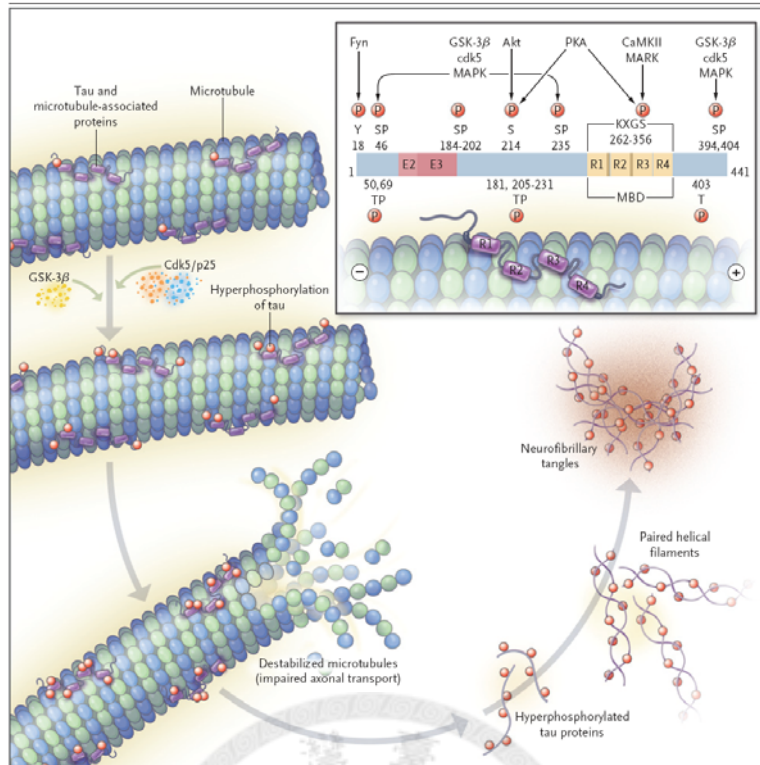 Fyn
GSK-3β
cdk5
MAPK
Akt
PKA
CaMKII
MARK
GSK-3β
cdk5
MAPK
P P P P P P P
Y SP SP S SP KXGS SP
18 46 184-202 214 235 262-356 394,404
1 E2 E3 R1 R2 R3 R4 441
50,69 181, 205-231 MBD 403
TP TP T
P P P
R1 R2 R3 R4
− +
Tau and
microtubule-associated
proteins
Microtubule
GSK-3β
Cdk5/p25
Hyperphosphorylation
of tau
Neurofibrillary
tangles
Paired helical
filaments
Destabilized microtubules
(impaired axonal transport)
Hyperphosphorylated
tau proteins